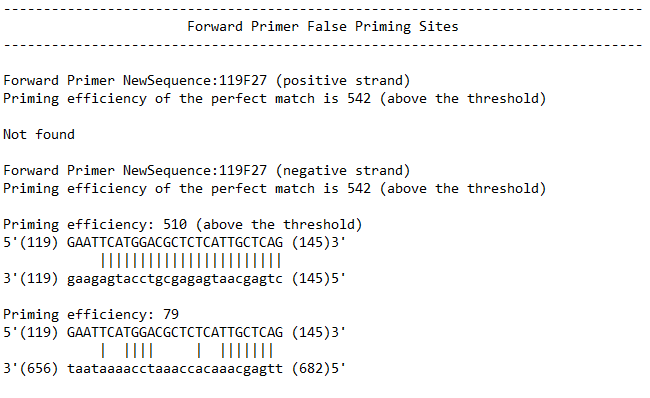 --------------------------------------------------------------------------------
Forward Primer False Priming Sites
--------------------------------------------------------------------------------
Forward Primer NewSequence:119F27 (positive strand)
Priming efficiency of the perfect match is 542 (above the threshold)
Not found
Forward Primer NewSequence:119F27 (negative strand)
Priming efficiency of the perfect match is 542 (above the threshold)
Priming efficiency: 510 (above the threshold)
5'(119) GAATTCATGGACGCTCTCATTGCTCAG (145)3'
|||||||||||||||||||||||
3'(119) gaagagtacctgcgagagtaacgagtc (145)5'
Priming efficiency: 79
5'(119) GAATTCATGGACGCTCTCATTGCTCAG (145)3'
| |||| | |||||||
3'(656) taataaaacctaaaccacaaacgagtt (682)5'